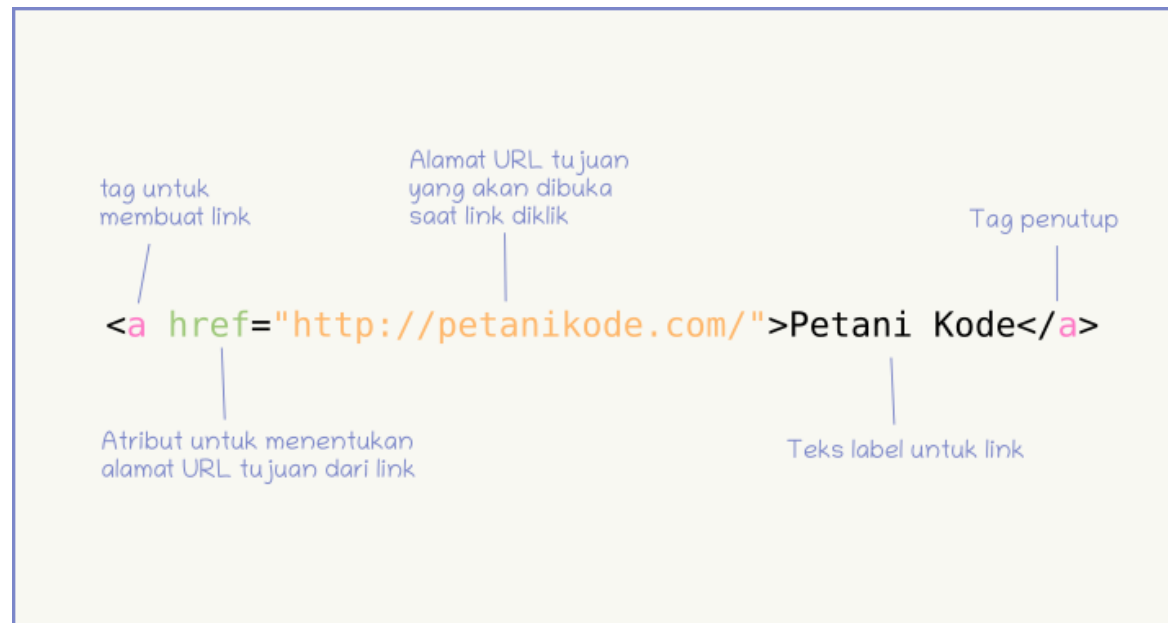 tag untuk
membuat link
Alamat URL tujuan
yang akan dibuka
saat link diklik
Tag penutup
<a href="http://petanikode.com/">Petani Kode</a>
Atribut untuk menentukan
alamat URL tujuan dari link
Teks label untuk link